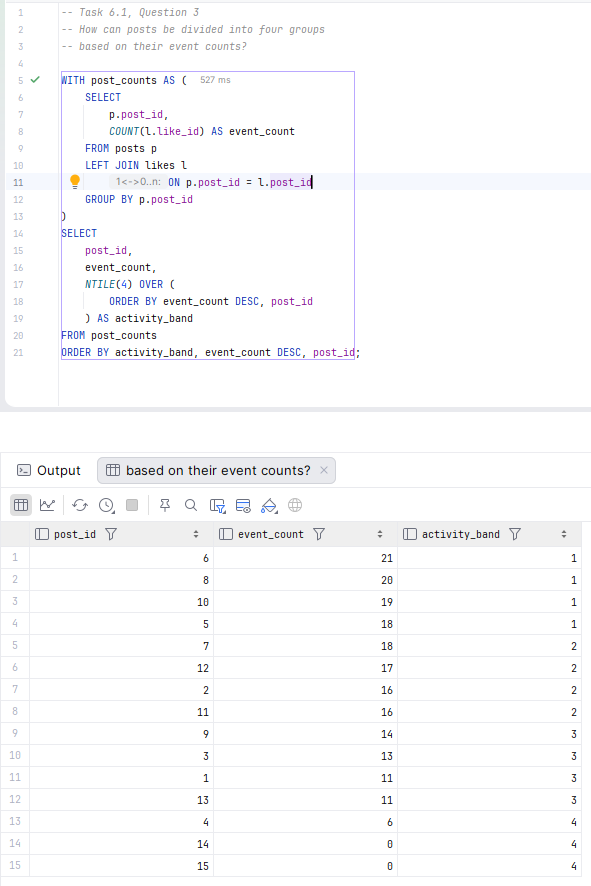 1 -- Task 6.1, Question 3
2 -- How can posts be divided into four groups
3 -- based on their event counts?
4
5 WITH post_counts AS ( 527 ms
6 SELECT
7 p.post_id,
8 COUNT(l.like_id) AS event_count
9 FROM posts p
10 LEFT JOIN likes l
11 1<->0..n: ON p.post_id = l.post_id
12 GROUP BY p.post_id
13 )
14 SELECT
15 post_id,
16 event_count,
17 NTILE(4) OVER (
18 ORDER BY event_count DESC, post_id
19 ) AS activity_band
20 FROM post_counts
21 ORDER BY activity_band, event_count DESC, post_id;
Output based on their event counts?
post_id event_count activity_band
1 6 21 1
2 8 20 1
3 10 19 1
4 5 18 1
5 7 18 2
6 12 17 2
7 2 16 2
8 11 16 2
9 9 14 3
10 3 13 3
11 1 11 3
12 13 11 3
13 4 6 4
14 14 0 4
15 15 0 4